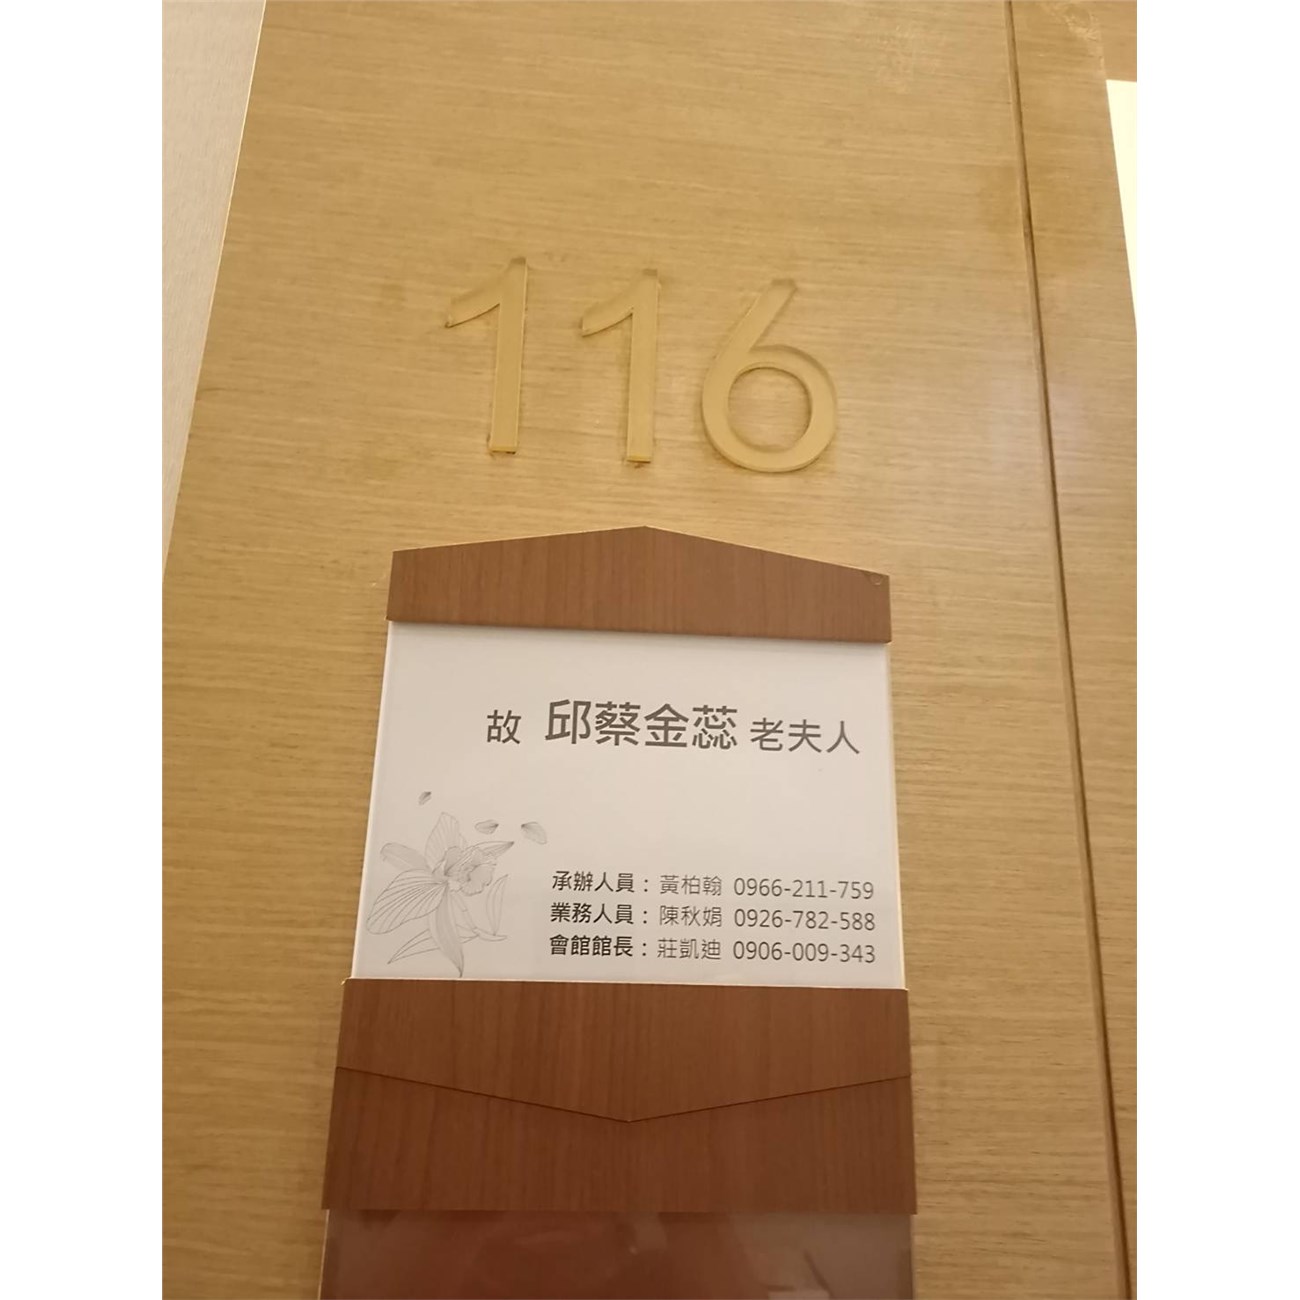 116
故 邱蔡金蕊 老夫人
承辦人員：黃柏翰 0966-211-759
業務人員：陳秋娟 0926-782-588
會館館長：莊凱迪 0906-009-343